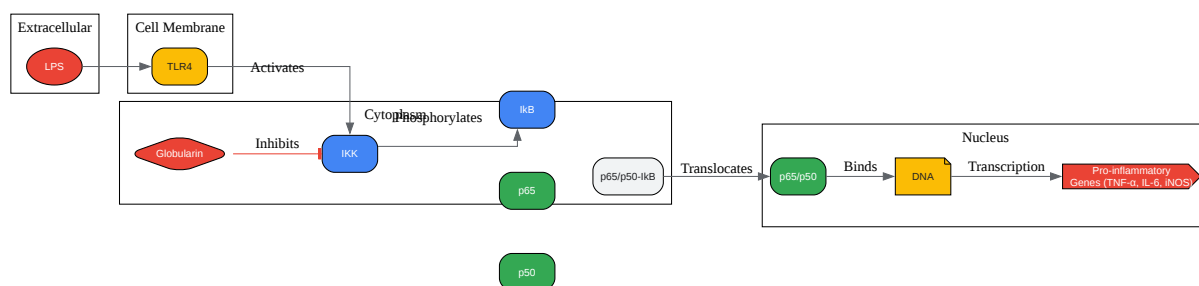 Extracellular
LPS
Cell Membrane
TLR4
Activates
Cytoplasm
Phosphorylates
IkB
Globularin
Inhibits
IKK
p65
p50
p65/p50-IkB
Translocates
Nucleus
p65/p50
Binds
DNA
Transcription
Pro-inflammatory
Genes (TNF-α, IL-6, iNOS)